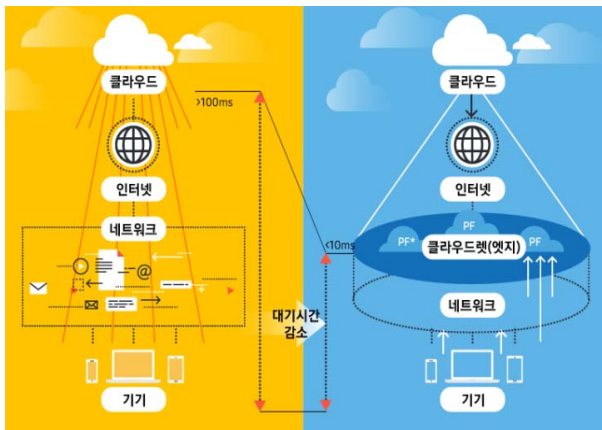 클라우드
>100ms
인터넷
네트워크
@
기기
대기시간
감소
클라우드
인터넷
<10ms
PF
PF*
클라우드렛(엣지)
PF
네트워크
기기